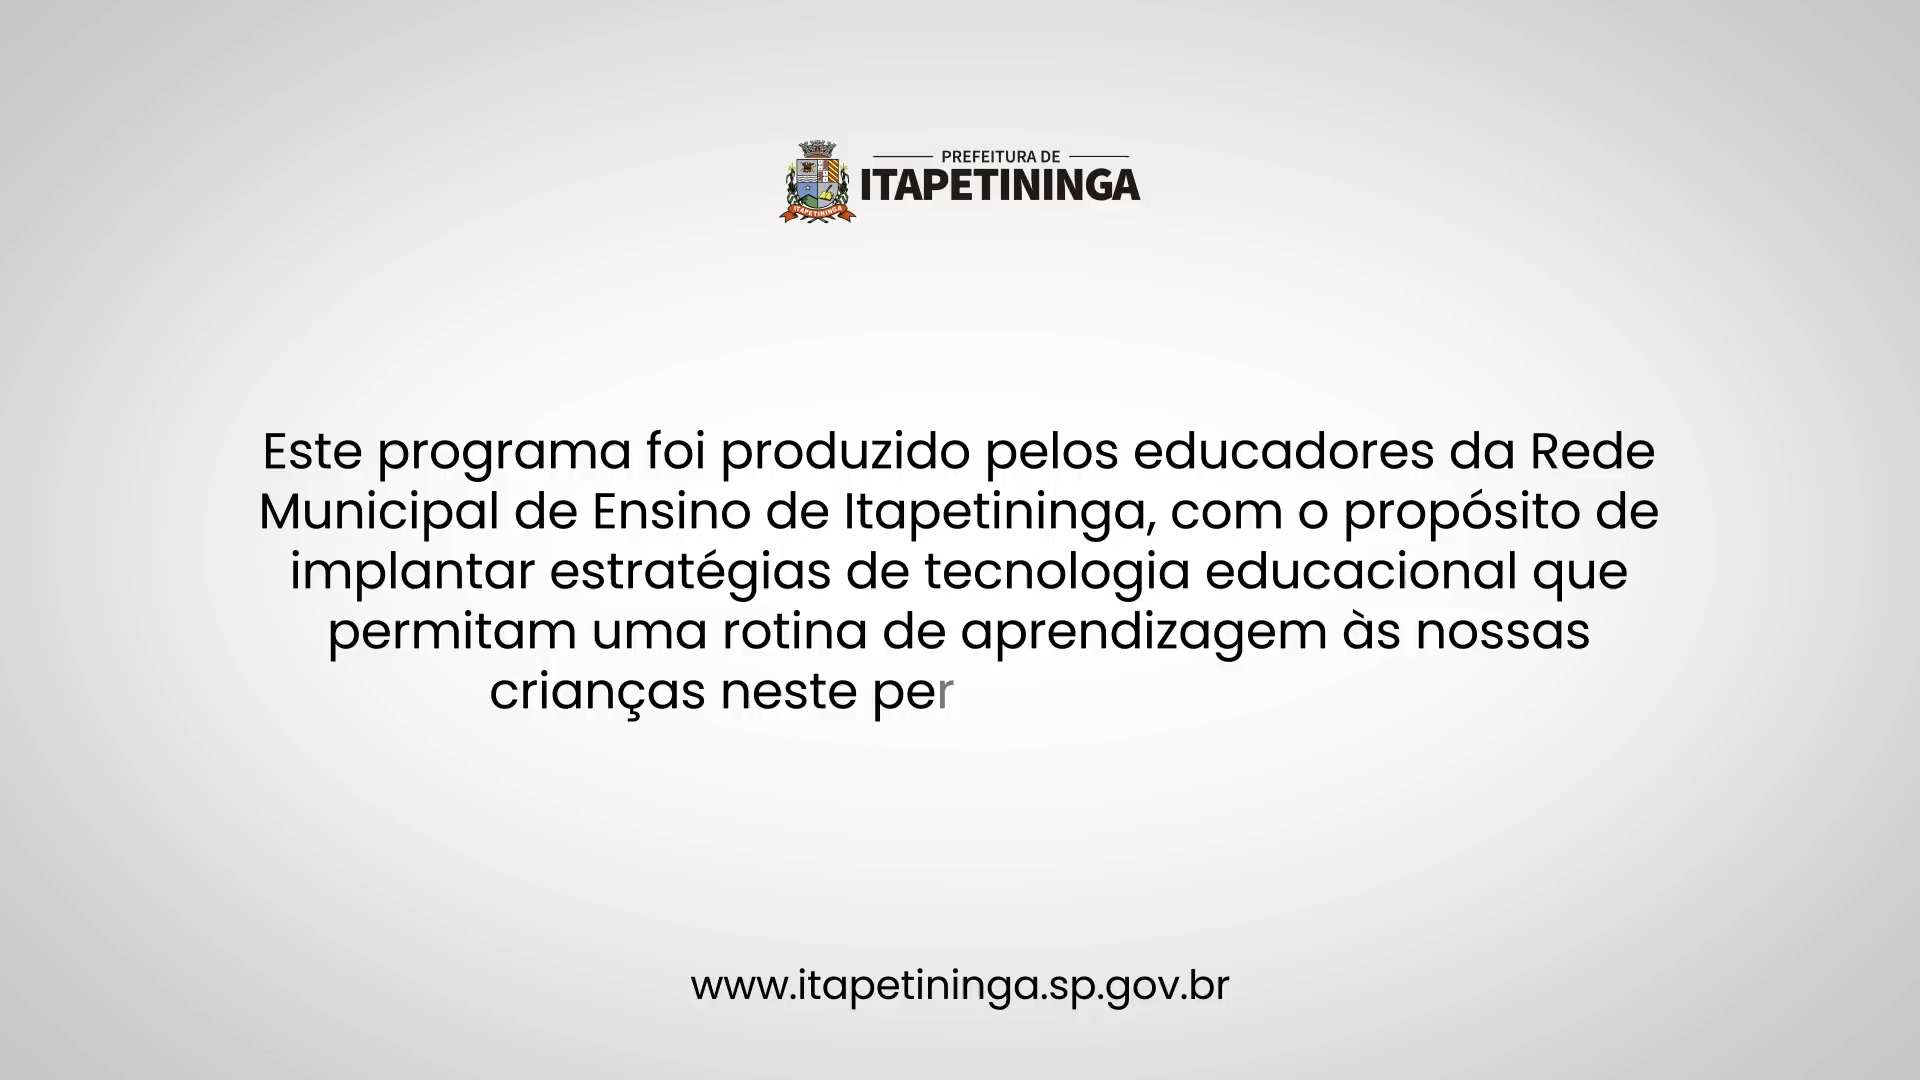 PREFEITURA DE
ITAPETININGA
ITAPETININGA
Este programa foi produzido pelos educadores da Rede
Municipal de Ensino de Itapetininga, com o propósito de
implantar estratégias de tecnologia educacional que
permitam uma rotina de aprendizagem às nossas
crianças neste per
www.itapetininga.sp.gov.br